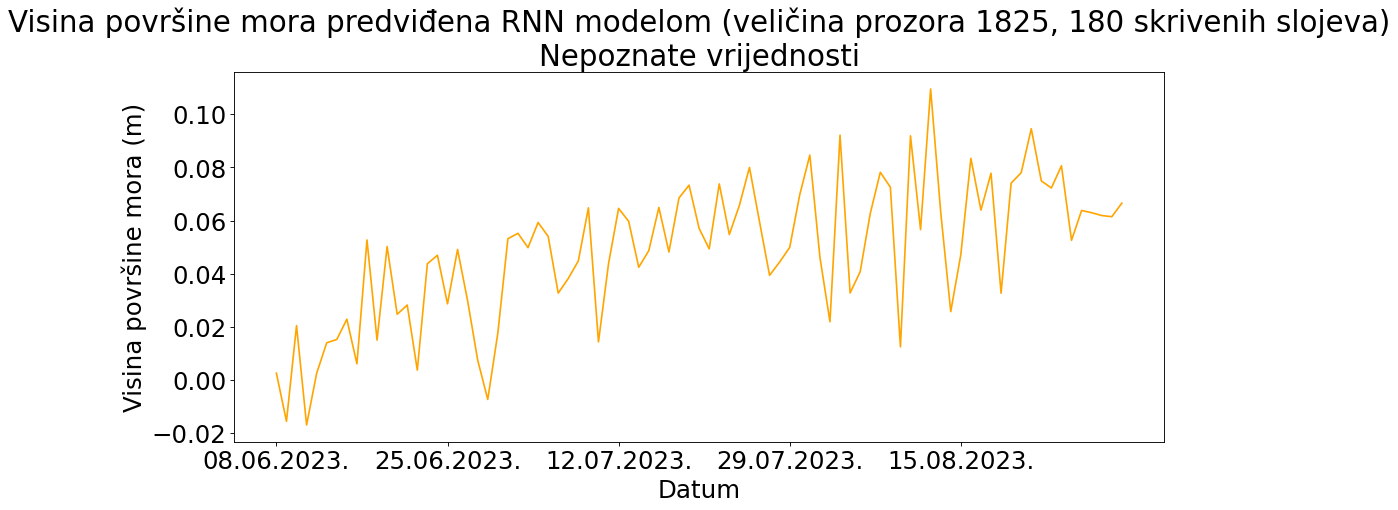 Visina površine mora predviđena RNN modelom (veličina prozora 1825, 180 skrivenih slojeva)
Nepoznate vrijednosti
Visina površine mora (m)
0.10
0.08
0.06
0.04
0.02
0.00
−0.02
08.06.2023. 25.06.2023. 12.07.2023. 29.07.2023. 15.08.2023.
Datum